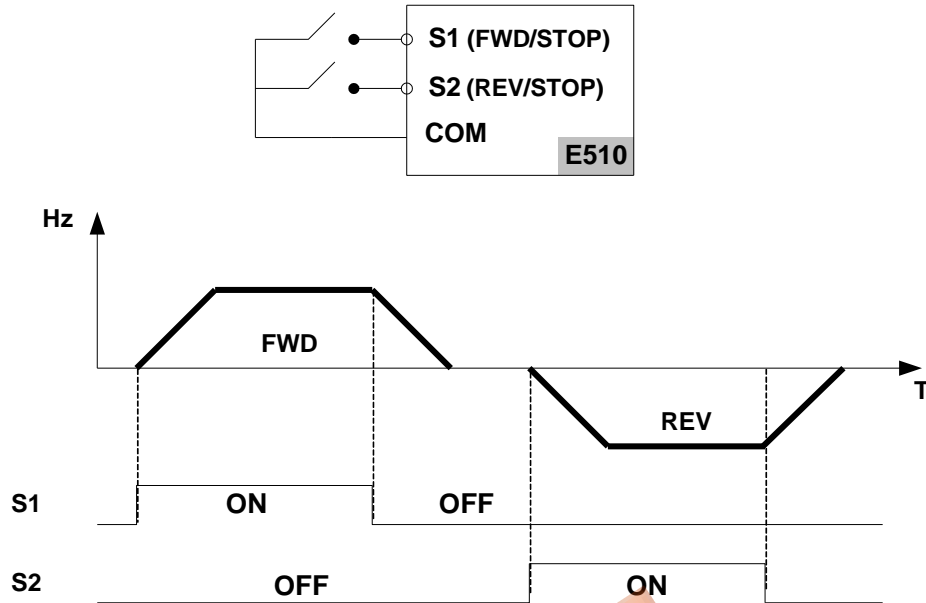 S1 (FWD/STOP)
S2 (REV/STOP)
COM
E510
Hz
FWD
T
REV
S1
ON
OFF
S2
OFF
ON